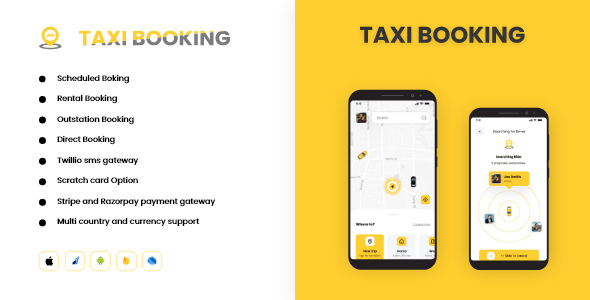 TAXI BOOKING
Scheduled Boking
Rental Booking
Outstation Booking
Direct Booking
Twillio sms gateway
Scratch card Option
Stripe and Razorpay payment gateway
Multi country and currency support
TAXI BOOKING
Search
Where to?
New trip
Home
Searching for Driver
Searching Rides
Joe Smith
>> Slide to Cancel